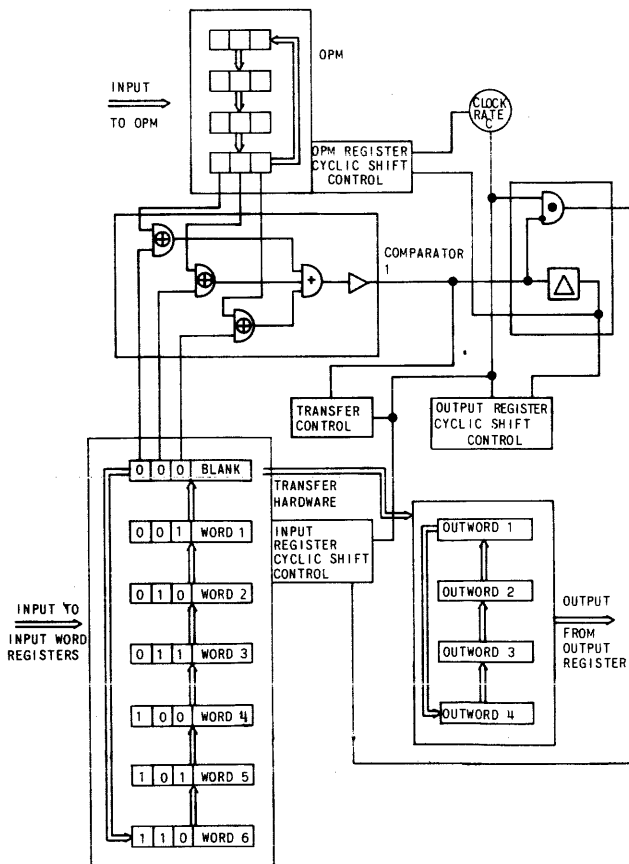 OPM
INPUT
TO OPM
CLOCK
RATE
C
OPM REGISTER
CYCLIC SHIFT
CONTROL
COMPARATOR
1
TRANSFER
CONTROL
OUTPUT REGISTER
CYCLIC SHIFT
CONTROL
0 0 0 BLANK
TRANSFER
HARDWARE
0 0 1 WORD 1
INPUT
REGISTER
CYCLIC SHIFT
CONTROL
0 1 0 WORD 2
0 1 1 WORD 3
1 0 0 WORD 4
1 0 1 WORD 5
1 1 0 WORD 6
INPUT TO
INPUT WORD
REGISTERS
OUTWORD 1
OUTWORD 2
OUTWORD 3
OUTWORD 4
OUTPUT
FROM
OUTPUT
REGISTER